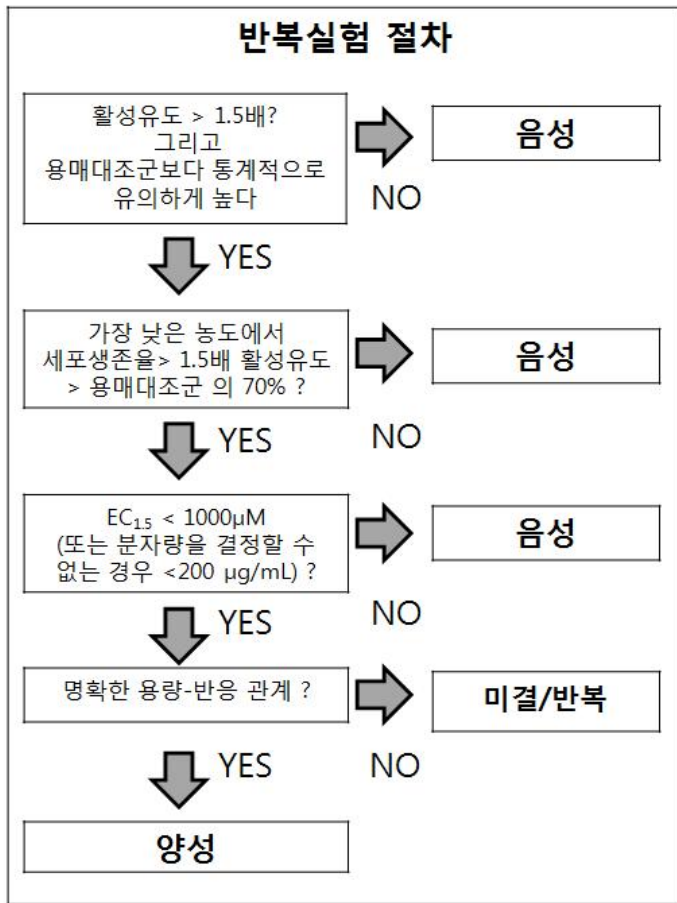 반복실험 절차
활성유도 > 1.5배?
그리고
용매대조군보다 통계적으로
유의하게 높다
음성
NO
YES
가장 낮은 농도에서
세포생존율> 1.5배 활성유도
> 용매대조군 의 70% ?
음성
YES
NO
EC1.5 < 1000μM
(또는 분자량을 결정할 수
없는 경우 <200 μg/mL) ?
음성
YES
NO
명확한 용량-반응 관계 ?
미결/반복
YES
NO
양성